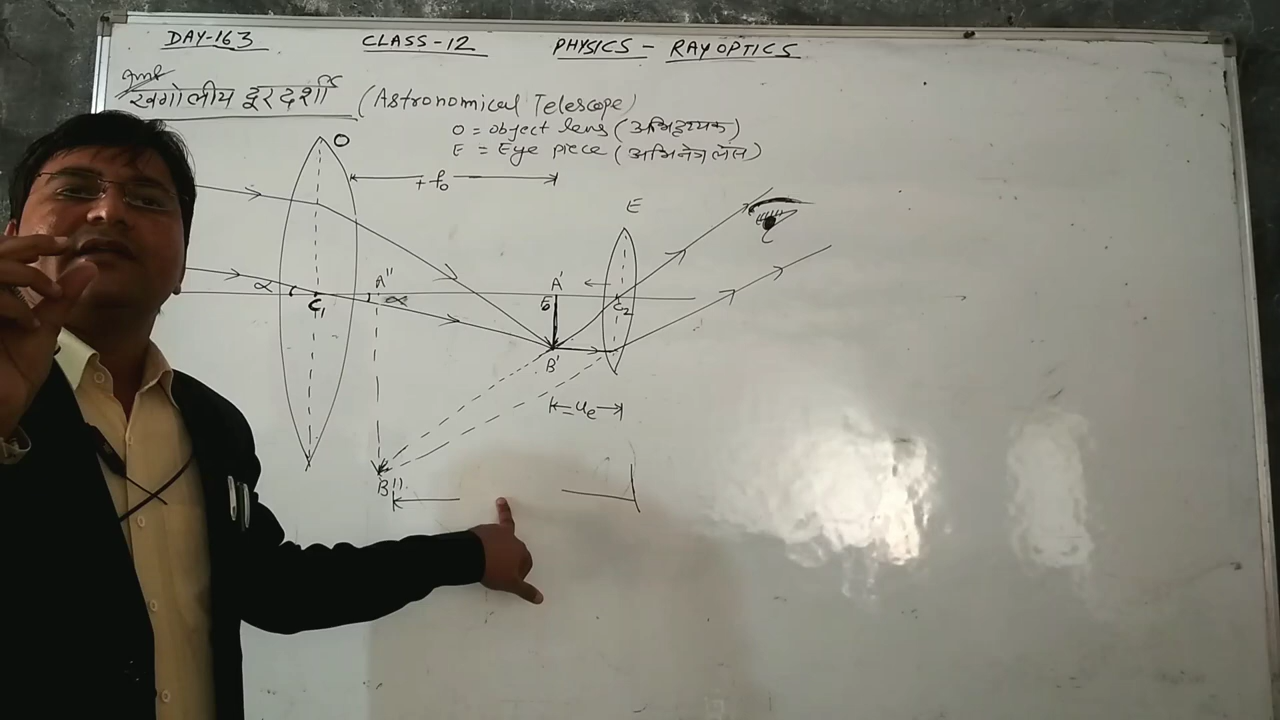 DAY-163 CLASS-12 PHYSICS - RAY OPTICS
Imp
खगोलीय दूरदर्शी (Astronomical Telescope)
O = object lens (अभिदृश्यक)
E = Eye piece (अभिनेत्र लेंस)
O
+ fo
E
A" A'
α C1 α C2
B'
- ue
B"